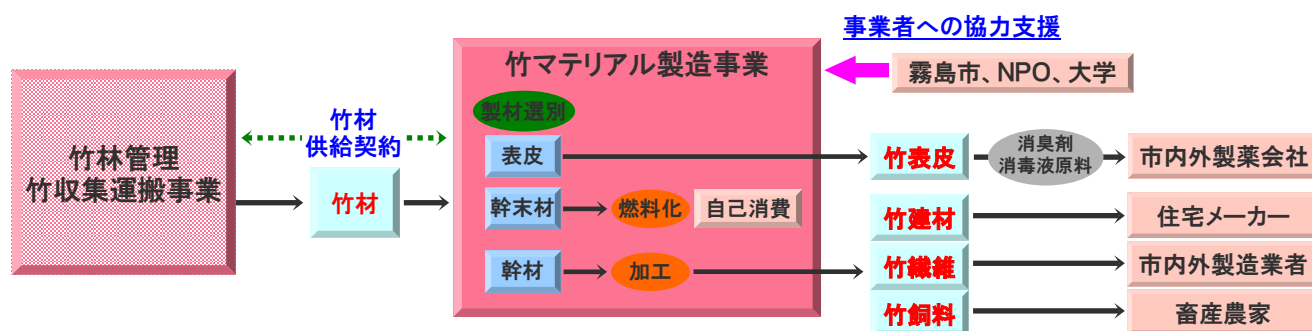 事業者への協力支援
竹マテリアル製造事業
霧島市、NPO、大学
製材選別
竹材
供給契約
竹林管理
竹収集運搬事業
竹材
表皮
竹表皮
消臭剤
消毒液原料
市内外製薬会社
幹末材
燃料化
自己消費
竹建材
住宅メーカー
幹材
加工
竹繊維
市内外製造業者
竹飼料
畜産農家